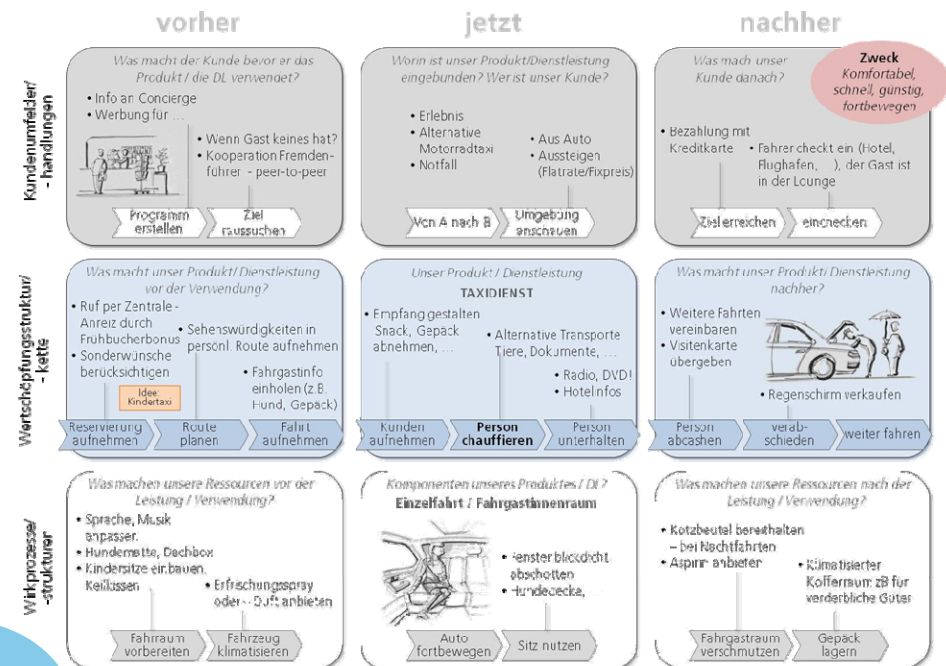 vorher
jetzt
nachher
Kundenumfelder/
- handlungen
Was macht der Kunde bevor er das
Produkt / die DL verwendet?
• Info an Concierge
• Werbung für ...
• Wenn Gast keines hat?
• Kooperation Fremden-
führer - peer-to-peer
Programm
erstellen
Ziel
raussuchen
Worin ist unser Produkt/Dienstleistung
eingebunden? Wer ist unser Kunde?
• Erlebnis
• Alternative
Motorradtaxi
• Notfall
• Aus Auto
• Aussteigen
(Flatrate/Fixpreis)
Von A nach B
Umgebung
anschauen
Was mach unser
Kunde danach?
Zweck
Komfortabel,
schnell, günstig,
fortbewegen
• Bezahlung mit
Kreditkarte
• Fahrer checkt ein (Hotel,
Flughafen, ...), der Gast ist
in der Lounge
Ziel erreichen
einchecken
Wertschöpfungsstruktur/
- kette
Was macht unser Produkt/ Dienstleistung
vor der Verwendung?
• Ruf per Zentrale -
Anreiz durch
Frühbucherbonus
• Sonderwünsche
berücksichtigen
• Sehenswürdigkeiten in
persönl. Route aufnehmen
Idee:
Kindertaxi
• Fahrgastinfo
einholen (z.B.
Hund, Gepäck)
Reservierung
aufnehmen
Route
planen
Fahrt
aufnehmen
Unser Produkt / Dienstleistung
TAXIDIENST
• Empfang gestalten
Snack, Gepäck
abnehmen, ...
• Alternative Transporte
Tiere, Dokumente, ...
• Radio, DVD!
• Hotelinfos
Kunden
aufnehmen
Person
chauffieren
Person
unterhalten
Was macht unser Produkt/ Dienstleistung
nachher?
• Weitere Fahrten
vereinbaren
• Visitenkarte
übergeben
• Regenschirm verkaufen
Person
abcashen
verab-
schieden
weiter fahren
Wirkprozesse/
-strukturen
Was machen unsere Ressourcen vor der
Leistung / Verwendung?
• Sprache, Musik
anpassen
• Hundematte, Dachbox
• Kindersitze einbauen,
Keilkissen
• Erfrischungsspray
oder - Duft anbieten
Fahrraum
vorbereiten
Fahrzeug
klimatisieren
Komponenten unseres Produktes / DL?
Einzelfahrt / Fahrgastinnenraum
• Fenster blickdicht
abschotten
• Hundedecke, ...
Auto
fortbewegen
Sitz nutzen
Was machen unsere Ressourcen nach der
Leistung / Verwendung?
• Kotzbeutel bereithalten
– bei Nachtfahrten
• Aspirin anbieten
• Klimatisierter
Kofferraum: zB für
verderbliche Güter
Fahrgastraum
verschmutzen
Gepäck
lagern